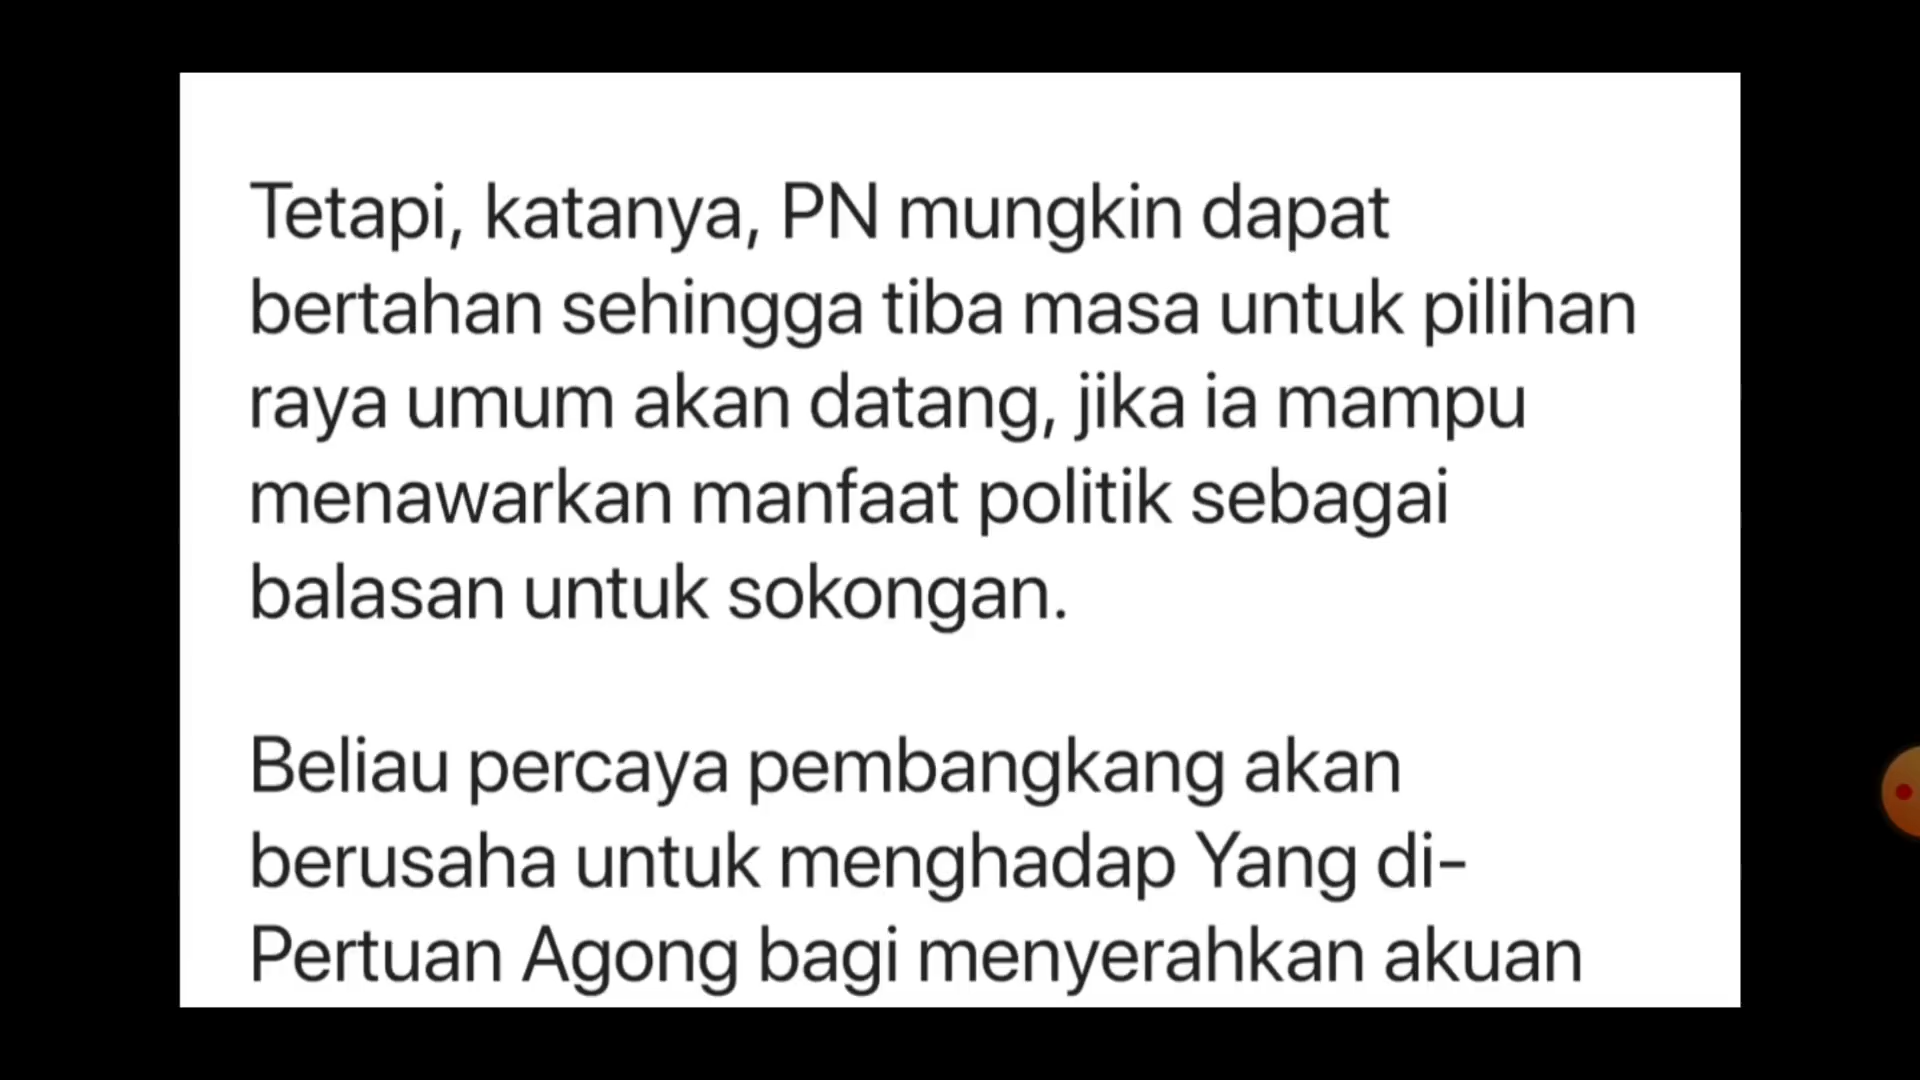 Tetapi, katanya, PN mungkin dapat
bertahan sehingga tiba masa untuk pilihan
raya umum akan datang, jika ia mampu
menawarkan manfaat politik sebagai
balasan untuk sokongan.
Beliau percaya pembangkang akan
berusaha untuk menghadap Yang di-
Pertuan Agong bagi menyerahkan akuan